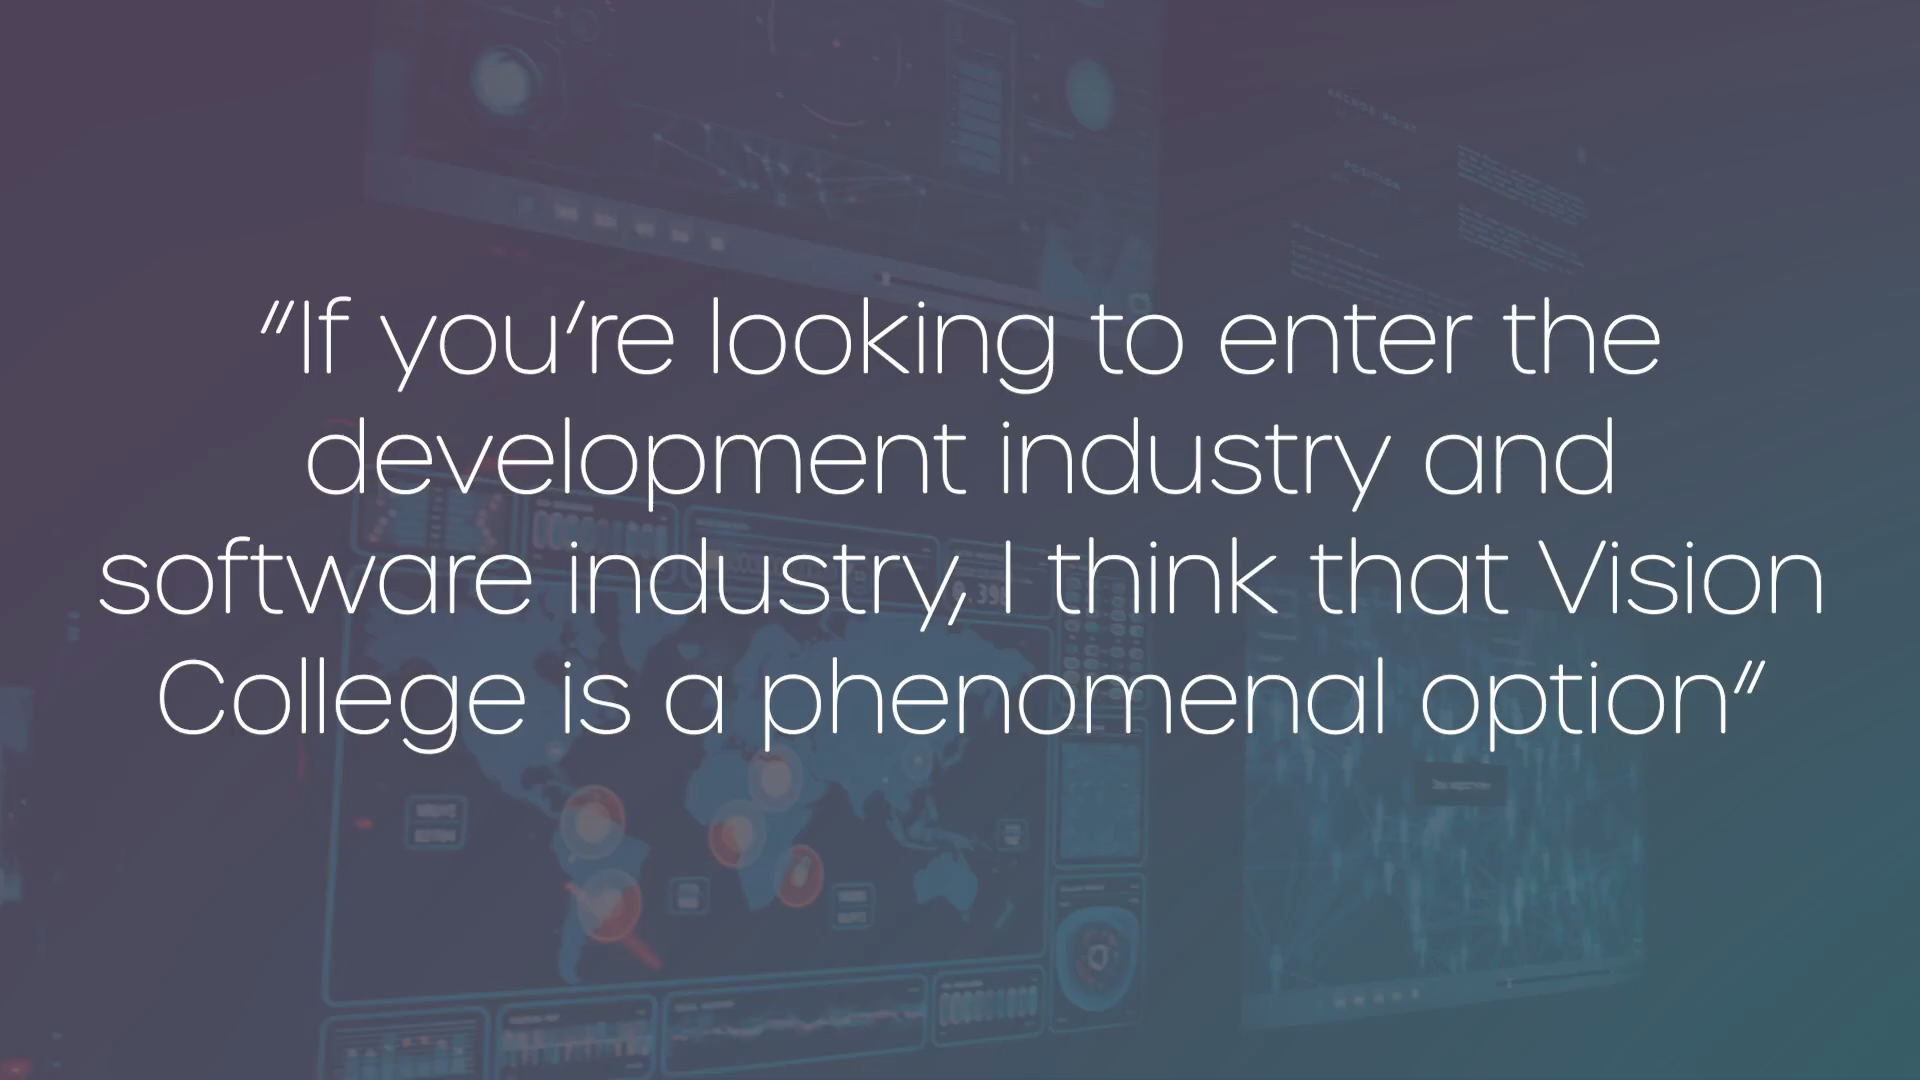 "If you're looking to enter the
development industry and
software industry, I think that Vision
College is a phenomenal option"
POSITION